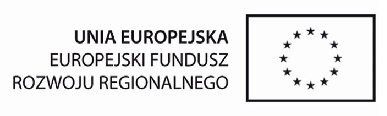 UNIA EUROPEJSKA
EUROPEJSKI FUNDUSZ
ROZWOJU REGIONALNEGO